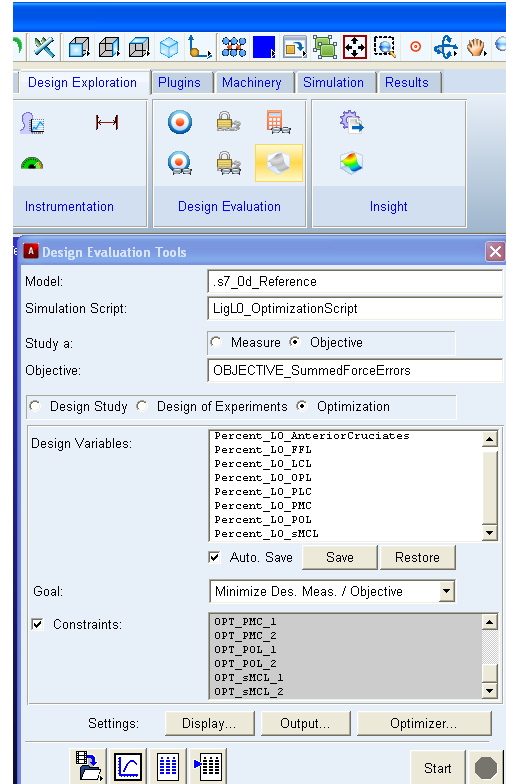 Design Exploration Plugins Machinery Simulation Results
Instrumentation Design Evaluation Insight
Design Evaluation Tools
Model: .s7_0d_Reference
Simulation Script: LigL0_OptimizationScript
Study a: Measure Objective
Objective: OBJECTIVE_SummedForceErrors
Design Study Design of Experiments Optimization
Design Variables:
Percent_L0_AnteriorCruciates
Percent_L0_FFL
Percent_L0_LCL
Percent_L0_OPL
Percent_L0_PLC
Percent_L0_PMC
Percent_L0_POL
Percent_L0_sMCL
Auto. Save Save Restore
Goal: Minimize Des. Meas. / Objective
Constraints:
OPT_PMC_1
OPT_PMC_2
OPT_POL_1
OPT_POL_2
OPT_sMCL_1
OPT_sMCL_2
Settings: Display... Output... Optimizer...
Start